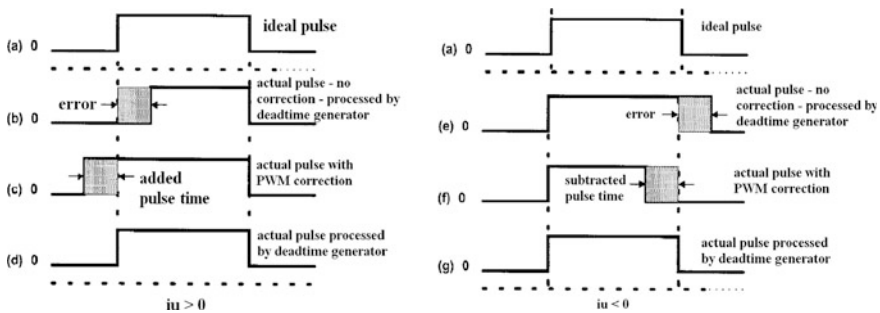 (a) 0
ideal pulse
(b) 0
error
actual pulse - no
correction - processed by
deadtime generator
(c) 0
added
pulse time
actual pulse with
PWM correction
(d) 0
actual pulse processed
by deadtime generator
iu > 0
(a) 0
ideal pulse
(e) 0
error
actual pulse - no
correction - processed by
deadtime generator
(f) 0
subtracted
pulse time
actual pulse with
PWM correction
(g) 0
actual pulse processed
by deadtime generator
iu < 0